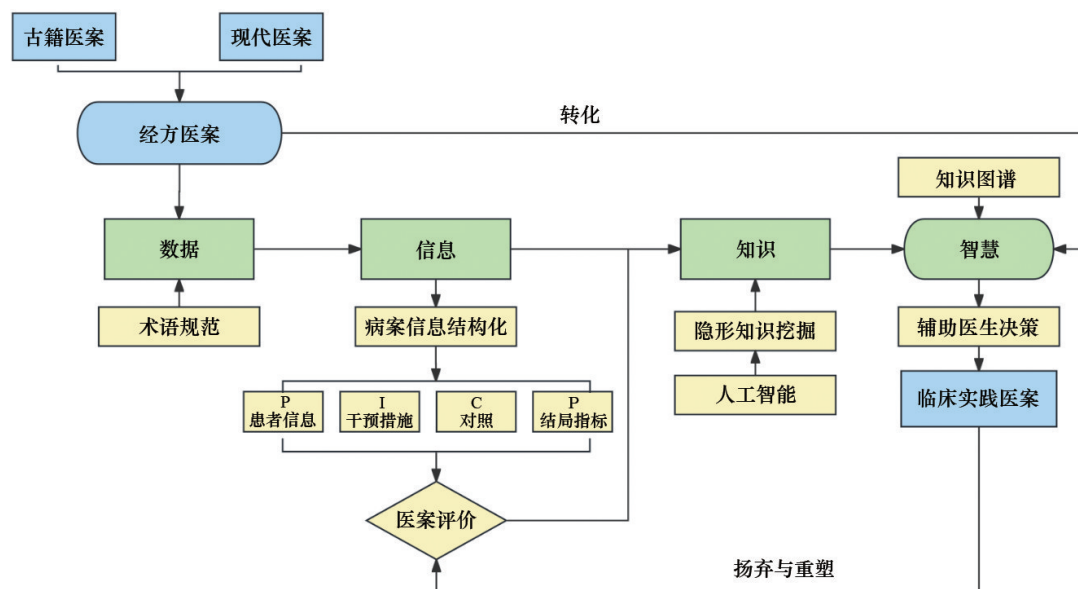 古籍医案
现代医案
经方医案
转化
知识图谱
数据
信息
知识
智慧
术语规范
病案信息结构化
隐形知识挖掘
辅助医生决策
人工智能
临床实践医案
P
患者信息
I
干预措施
C
对照
P
结局指标
医案评价
扬弃与重塑